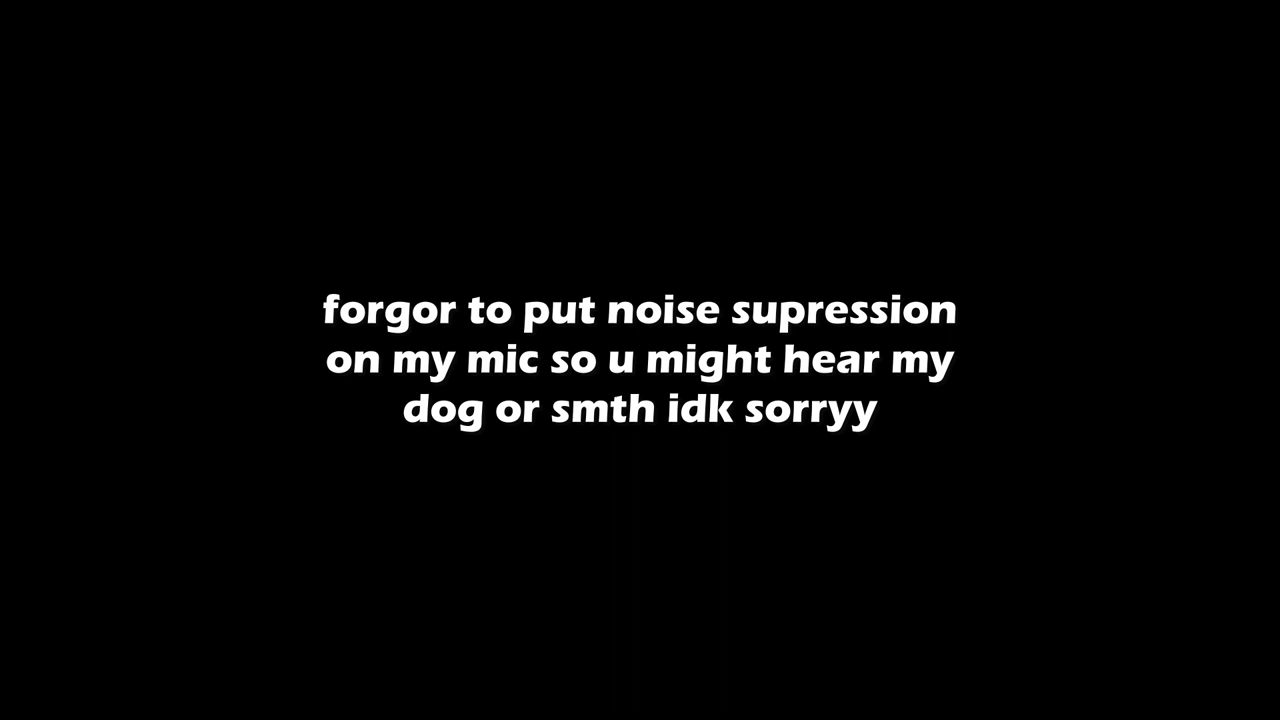 forgor to put noise supression
on my mic so u might hear my
dog or smth idk sorryy